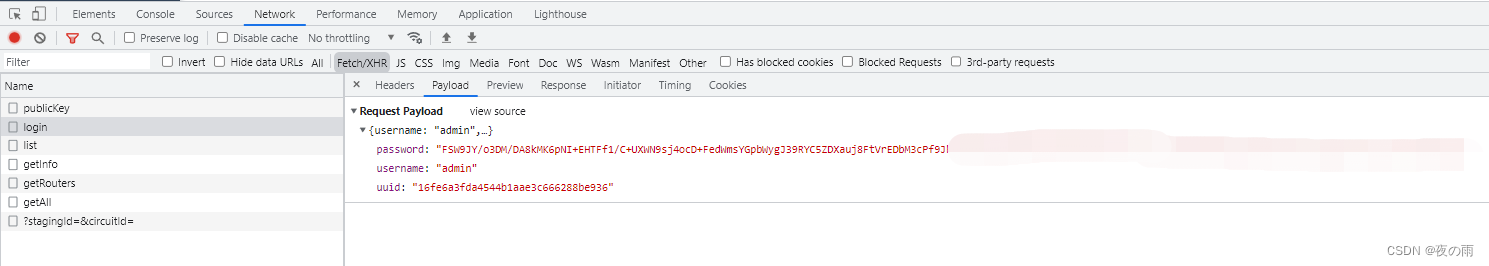 Elements Console Sources Network Performance Memory Application Lighthouse
Preserve log Disable cache No throttling
Filter Invert Hide data URLs All Fetch/XHR JS CSS Img Media Font Doc WS Wasm Manifest Other Has blocked cookies Blocked Requests 3rd-party requests
Name × Headers Payload Preview Response Initiator Timing Cookies
publicKey
login
list
getInfo
getRouters
getAll
?stagingId=&circuitId=
Request Payload view source
{username: "admin",…}
password: "FSW9JY/o3DM/DA8kMK6pNI+EHTFf1/C+UXWN9sj4ocD+FedWmsYGpbWygJ39RYC5ZDXauj8FtVrEDbM3cPf9J
username: "admin"
uuid: "16fe6a3fda4544b1aae3c666288be936"
CSDN @夜の雨